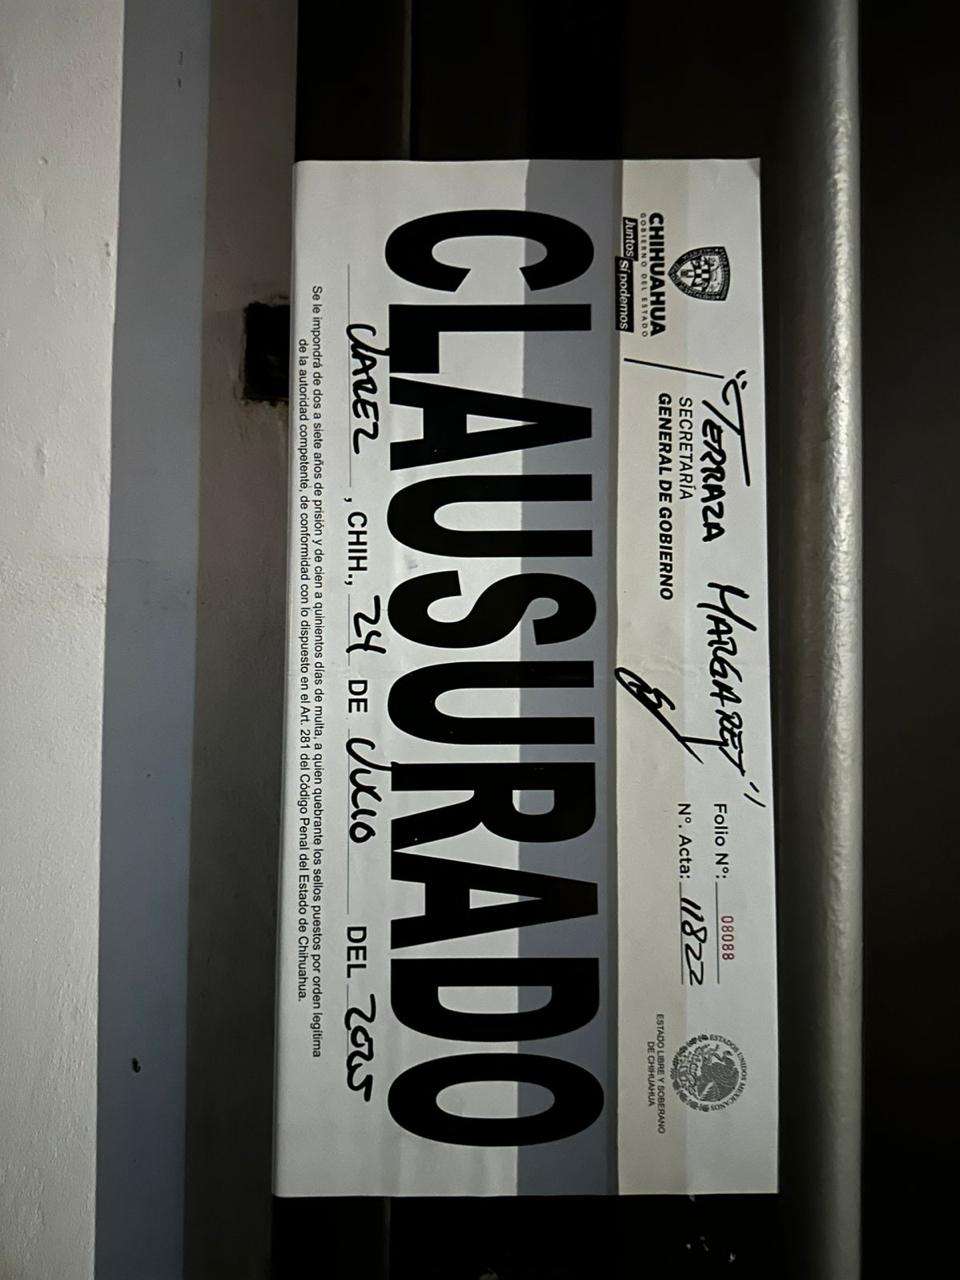 "TERRAZA MARGARET"
CHIHUAHUA
GOBIERNO DEL ESTADO
Juntos Sí podemos
SECRETARÍA
GENERAL DE GOBIERNO
Folio Nº: 08088
Nº. Acta: 11822
ESTADOS UNIDOS MEXICANOS
ESTADO LIBRE Y SOBERANO
DE CHIHUAHUA
CLAUSURADO
JUAREZ, CHIH., 24 DE JULIO DEL 2025
Se le impondrá de dos a siete años de prisión y de cien a quinientos días de multa, a quien quebrante los sellos puestos por orden legítima
de la autoridad competente, de conformidad con lo dispuesto en el Art. 281 del Código Penal del Estado de Chihuahua.